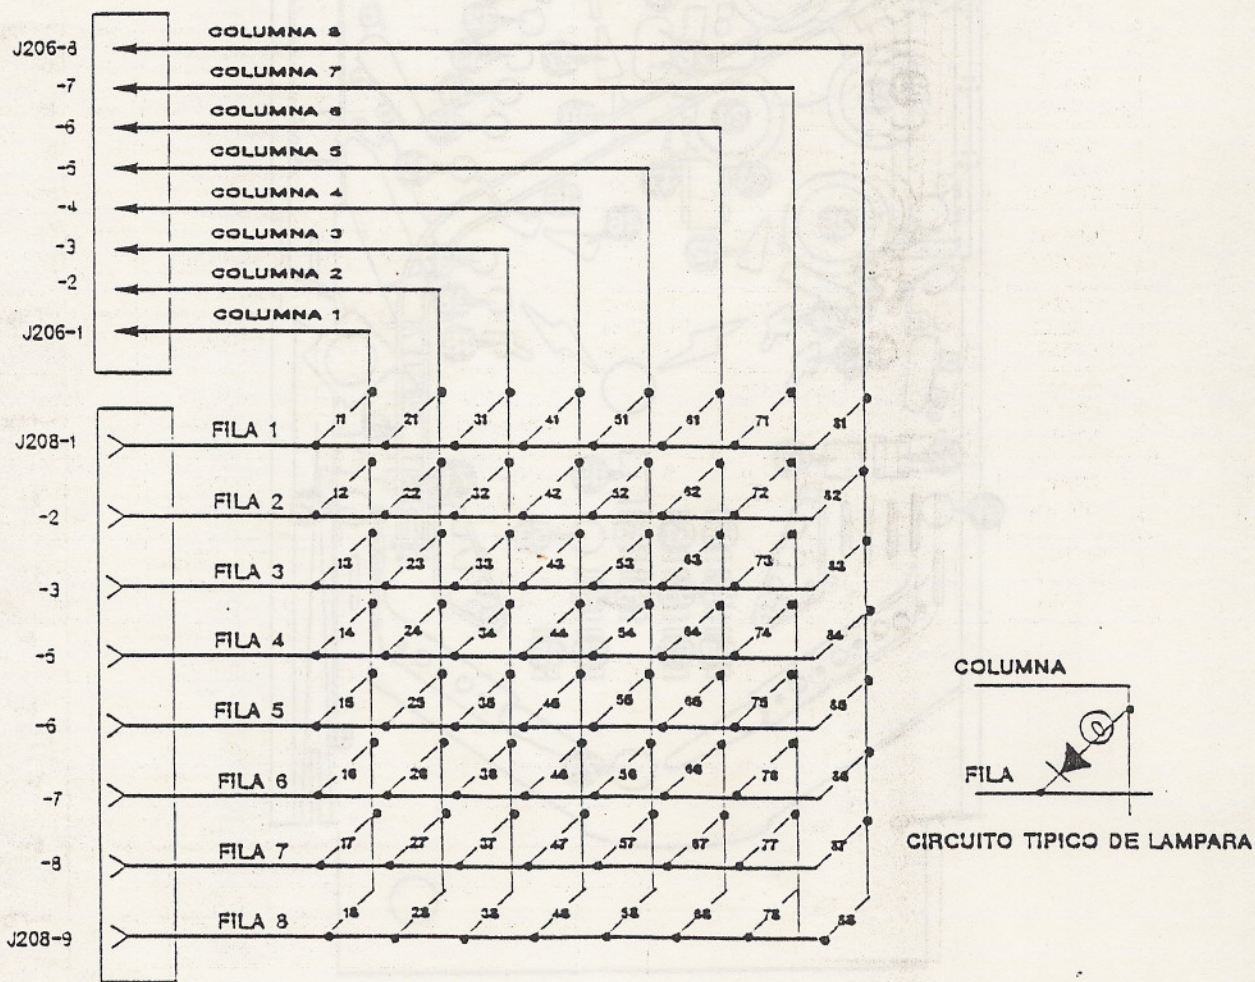 J206-8 COLUMNA 8
-7 COLUMNA 7
-6 COLUMNA 6
-5 COLUMNA 5
-4 COLUMNA 4
-3 COLUMNA 3
-2 COLUMNA 2
J206-1 COLUMNA 1
J208-1 FILA 1 11 21 31 41 51 61 71 81
-2 FILA 2 12 22 32 42 52 62 72 82
-3 FILA 3 13 23 33 43 53 63 73 83
-5 FILA 4 14 24 34 44 54 64 74 84
-6 FILA 5 15 25 35 45 55 65 75 85
-7 FILA 6 16 26 36 46 56 66 76 86
-8 FILA 7 17 27 37 47 57 67 77 87
J208-9 FILA 8 18 28 38 48 58 68 78 88
COLUMNA
FILA
CIRCUITO TIPICO DE LAMPARA